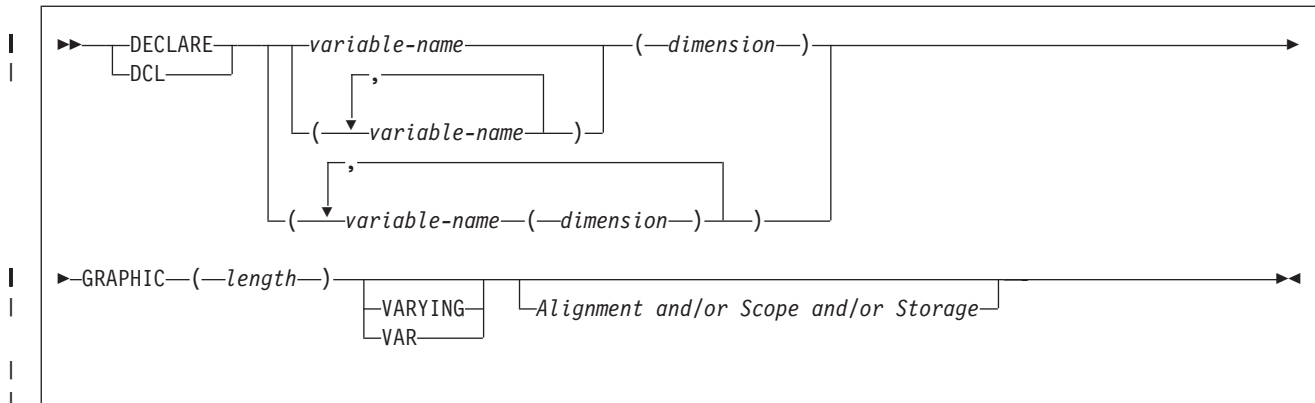 DECLARE variable-name ( dimension )
DCL
,
( variable-name )
,
( variable-name ( dimension ) )
GRAPHIC ( length )
VARYING Alignment and/or Scope and/or Storage
VAR